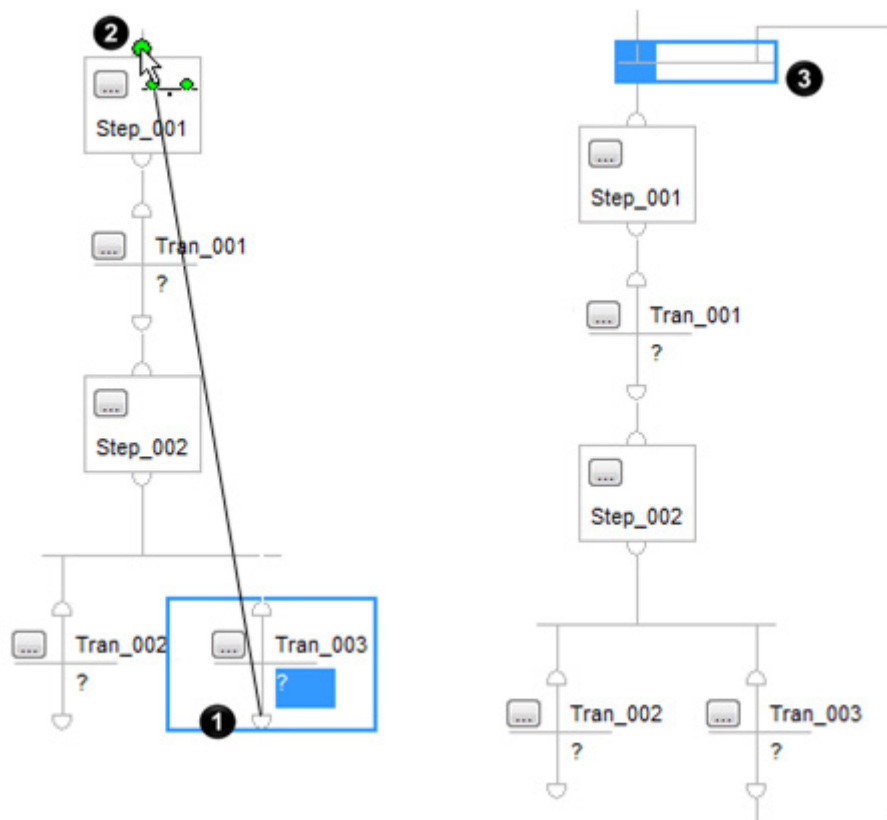 2
...
Step_001
...
Tran_001
?
...
Step_002
...
Tran_002
?
...
Tran_003
?
1
3
...
Step_001
...
Tran_001
?
...
Step_002
...
Tran_002
?
...
Tran_003
?